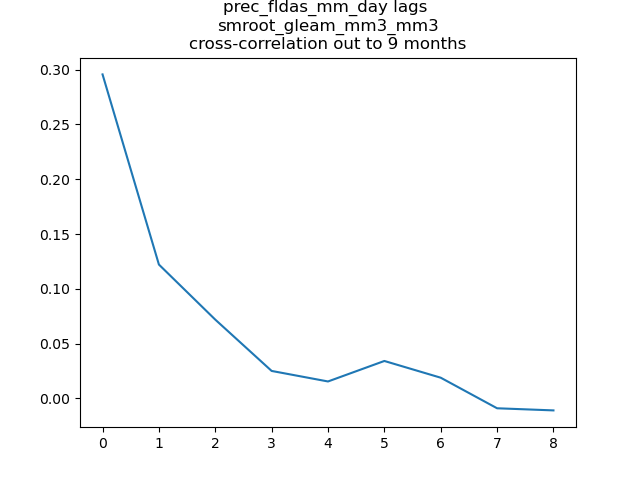 prec_fldas_mm_day lags
smroot_gleam_mm3_mm3
cross-correlation out to 9 months
0.30
0.25
0.20
0.15
0.10
0.05
0.00
0 1 2 3 4 5 6 7 8